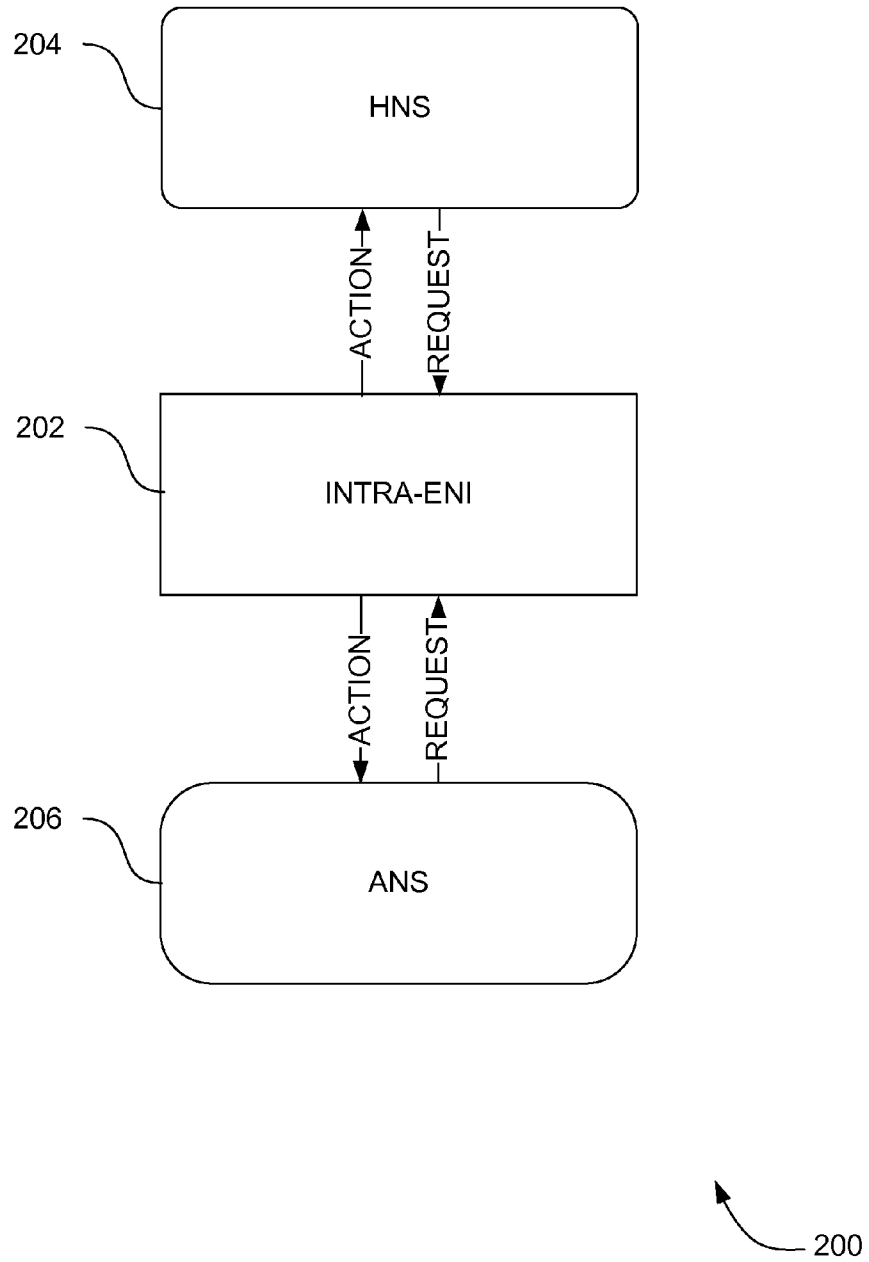 204
HNS
ACTION
REQUEST
202
INTRA-ENI
ACTION
REQUEST
206
ANS
200